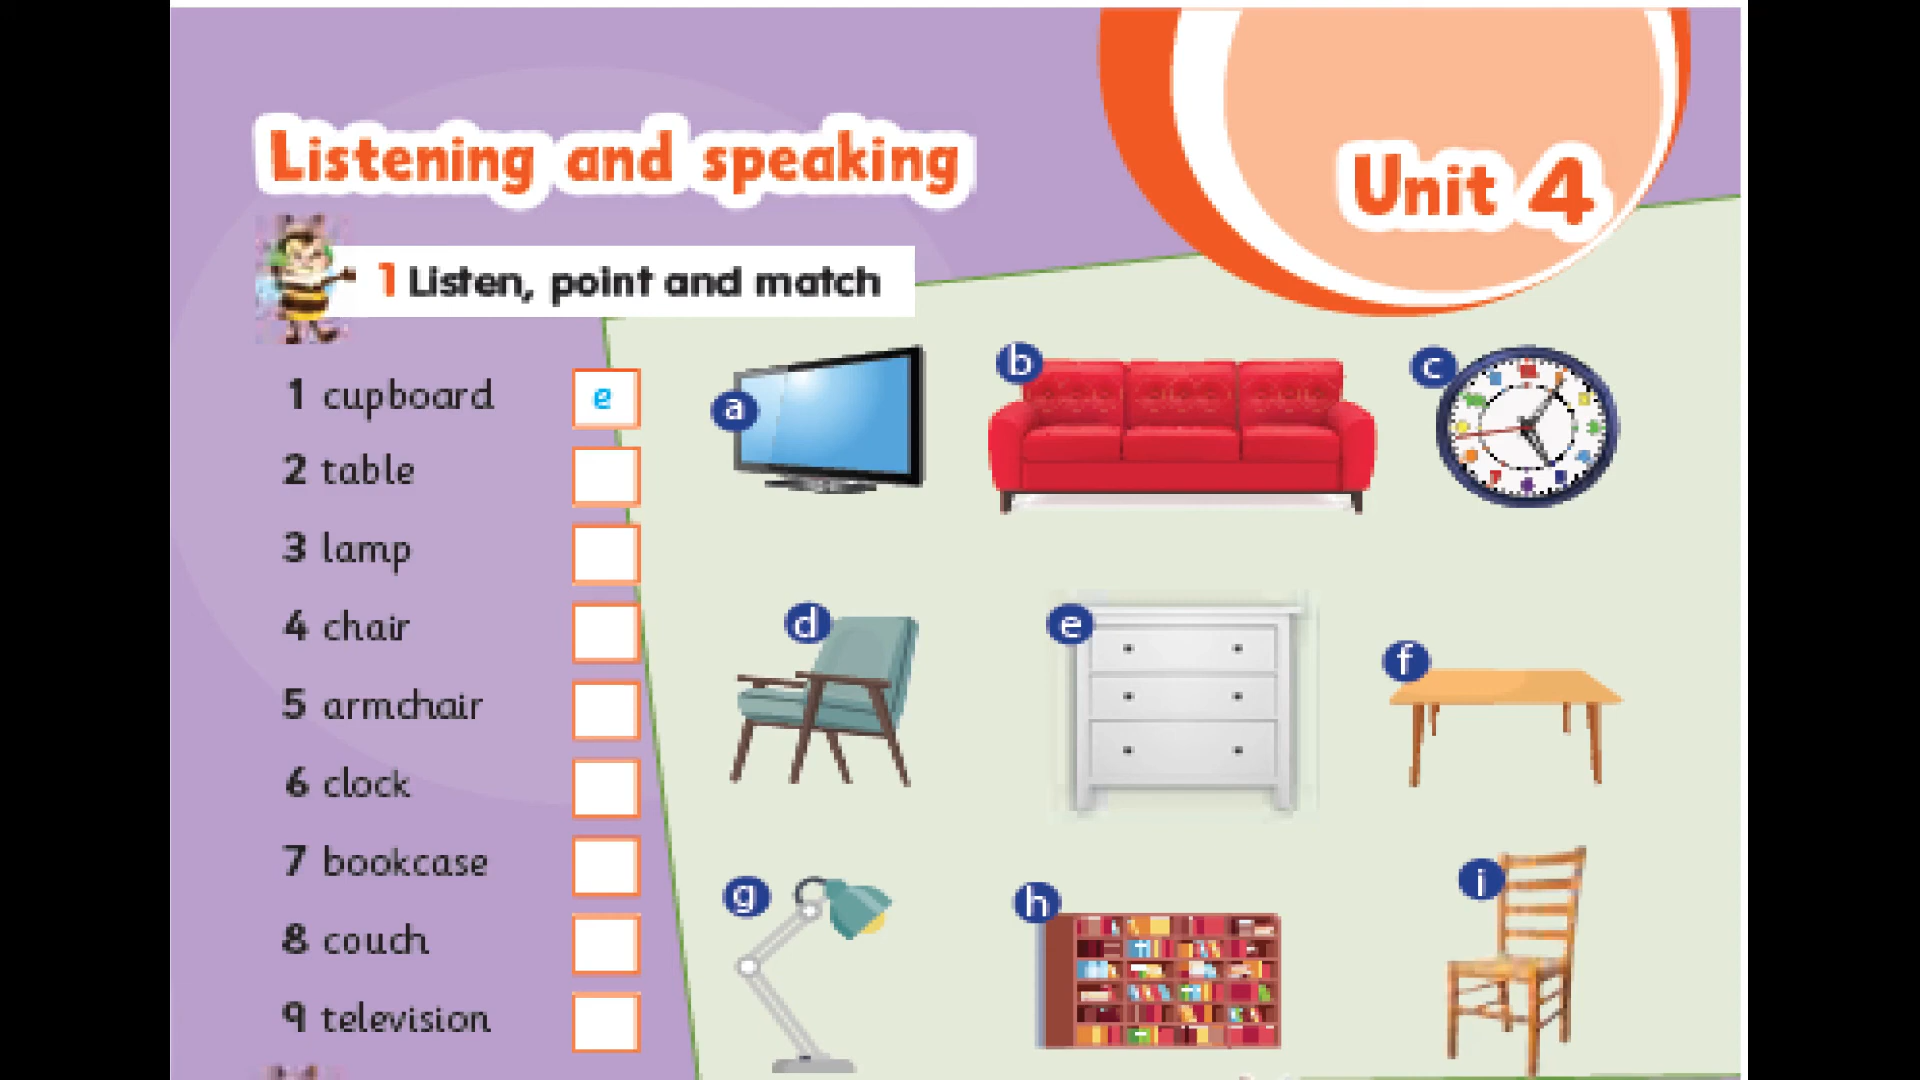 Listening and speaking
Unit 4
1 Listen, point and match
1 cupboard e
2 table
3 lamp
4 chair
5 armchair
6 clock
7 bookcase
8 couch
9 television
a
b
c
d
e
f
g
h
i